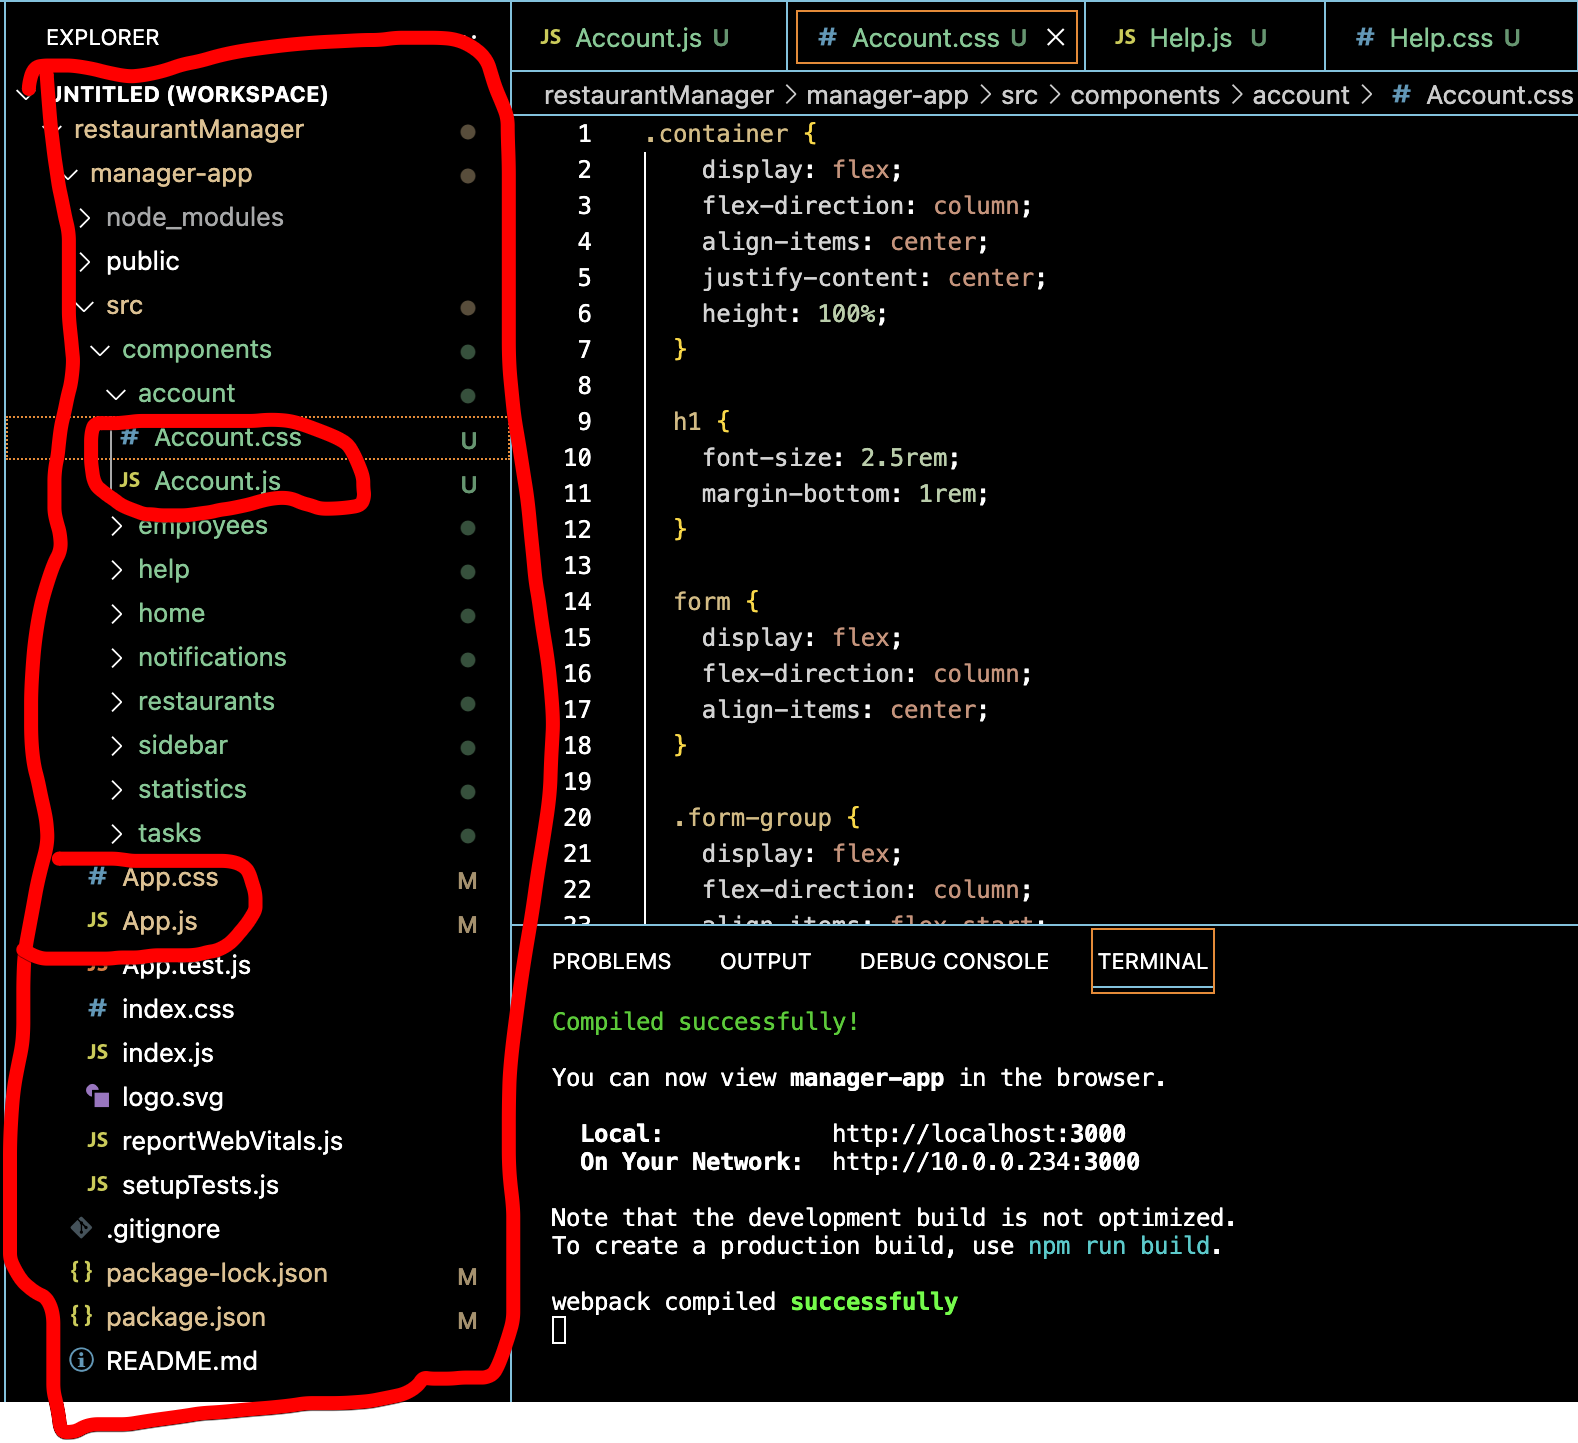 EXPLORER
UNTITLED (WORKSPACE)
restaurantManager
manager-app
node_modules
public
src
components
account
# Account.css U
JS Account.js U
employees
help
home
notifications
restaurants
sidebar
statistics
tasks
# App.css M
JS App.js M
JS App.test.js
# index.css
JS index.js
logo.svg
JS reportWebVitals.js
JS setupTests.js
.gitignore
{} package-lock.json M
{} package.json M
README.md
JS Account.js U # Account.css U × JS Help.js U # Help.css U
restaurantManager > manager-app > src > components > account > # Account.css
1 .container {
2 display: flex;
3 flex-direction: column;
4 align-items: center;
5 justify-content: center;
6 height: 100%;
7 }
8
9 h1 {
10 font-size: 2.5rem;
11 margin-bottom: 1rem;
12 }
13
14 form {
15 display: flex;
16 flex-direction: column;
17 align-items: center;
18 }
19
20 .form-group {
21 display: flex;
22 flex-direction: column;
23 align-items: flex-start;
PROBLEMS OUTPUT DEBUG CONSOLE TERMINAL
Compiled successfully!
You can now view manager-app in the browser.
Local: http://localhost:3000
On Your Network: http://10.0.0.234:3000
Note that the development build is not optimized.
To create a production build, use npm run build.
webpack compiled successfully